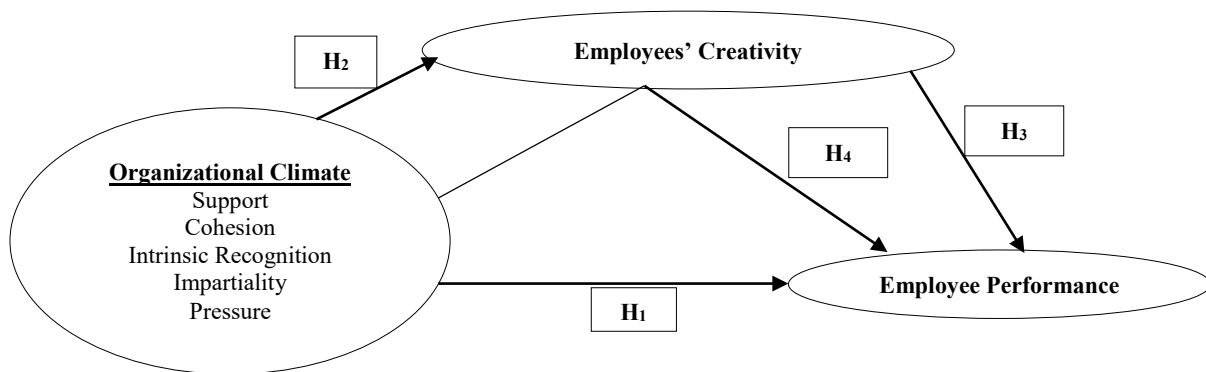 Employees’ Creativity
H2
H3
H4
Organizational Climate
Support
Cohesion
Intrinsic Recognition
Impartiality
Pressure
Employee Performance
H1